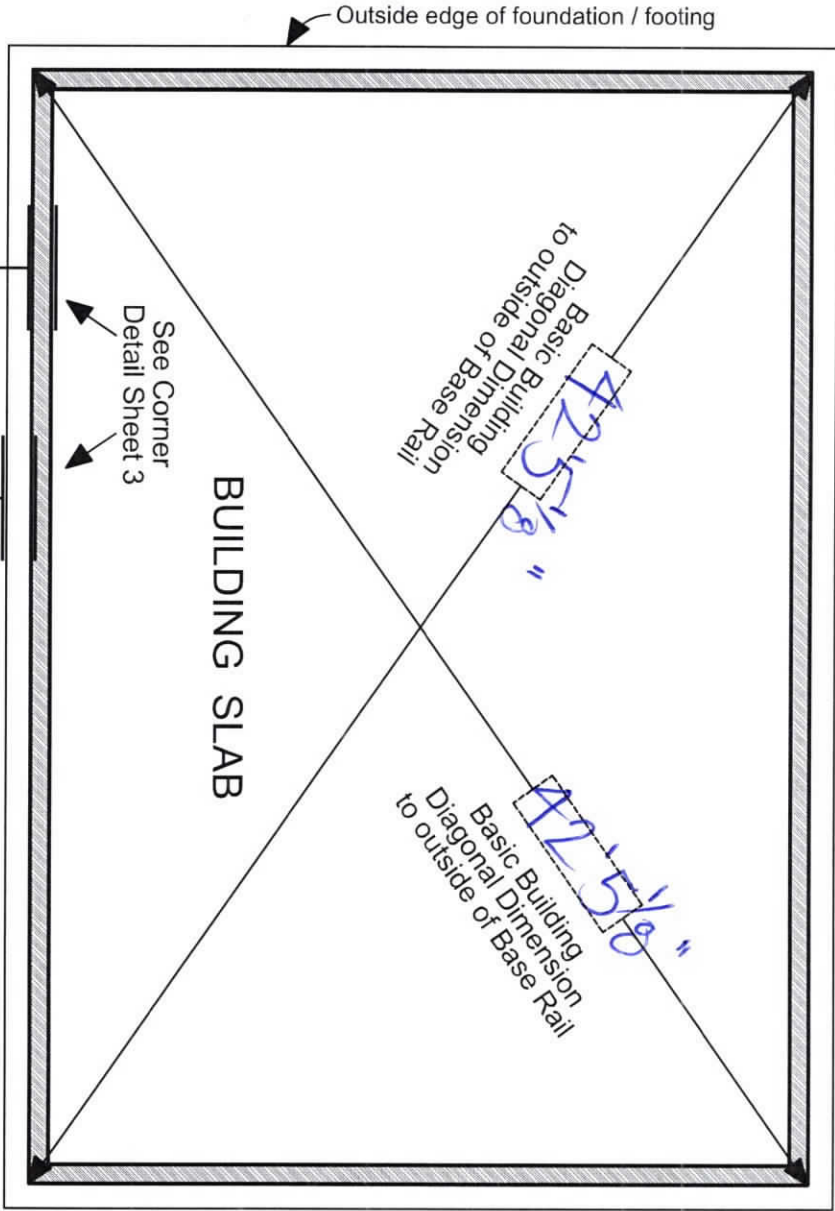 Outside edge of foundation / footing
Basic Building
Diagonal Dimension
to outside of Base Rail
42'5 1/8"
See Corner
Detail Sheet 3
BUILDING SLAB
42'5 1/8"
Basic Building
Diagonal Dimension
to outside of Base Rail